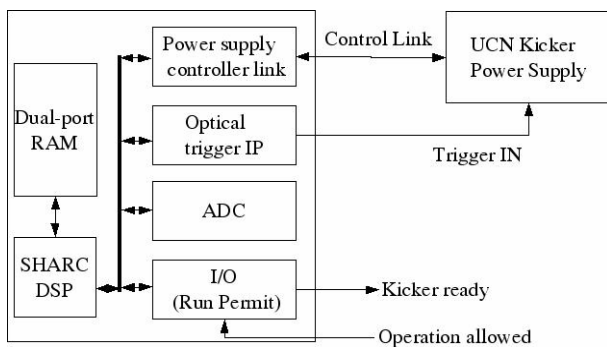 Power supply
controller link
Control Link
UCN Kicker
Power Supply
Dual-port
RAM
Optical
trigger IP
Trigger IN
ADC
SHARC
DSP
I/O
(Run Permit)
Kicker ready
Operation allowed